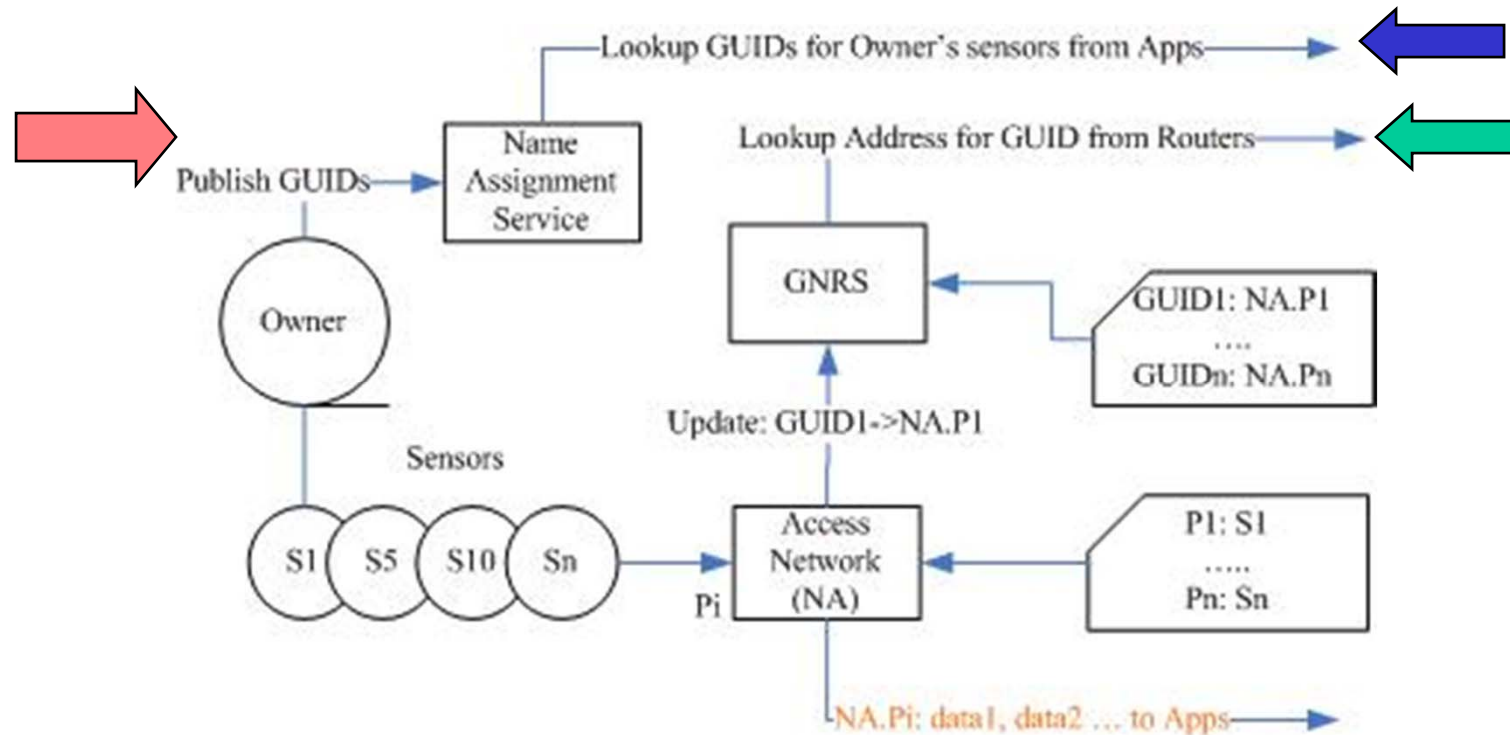 Lookup GUIDs for Owner's sensors from Apps
Lookup Address for GUID from Routers
Publish GUIDs
Name
Assignment
Service
Owner
GNRS
GUID1: NA.P1
....
GUIDn: NA.Pn
Update: GUID1->NA.P1
Sensors
S1
S5
S10
Sn
Pi
Access
Network
(NA)
P1: S1
.....
Pn: Sn
NA.Pi: data1, data2 ... to Apps